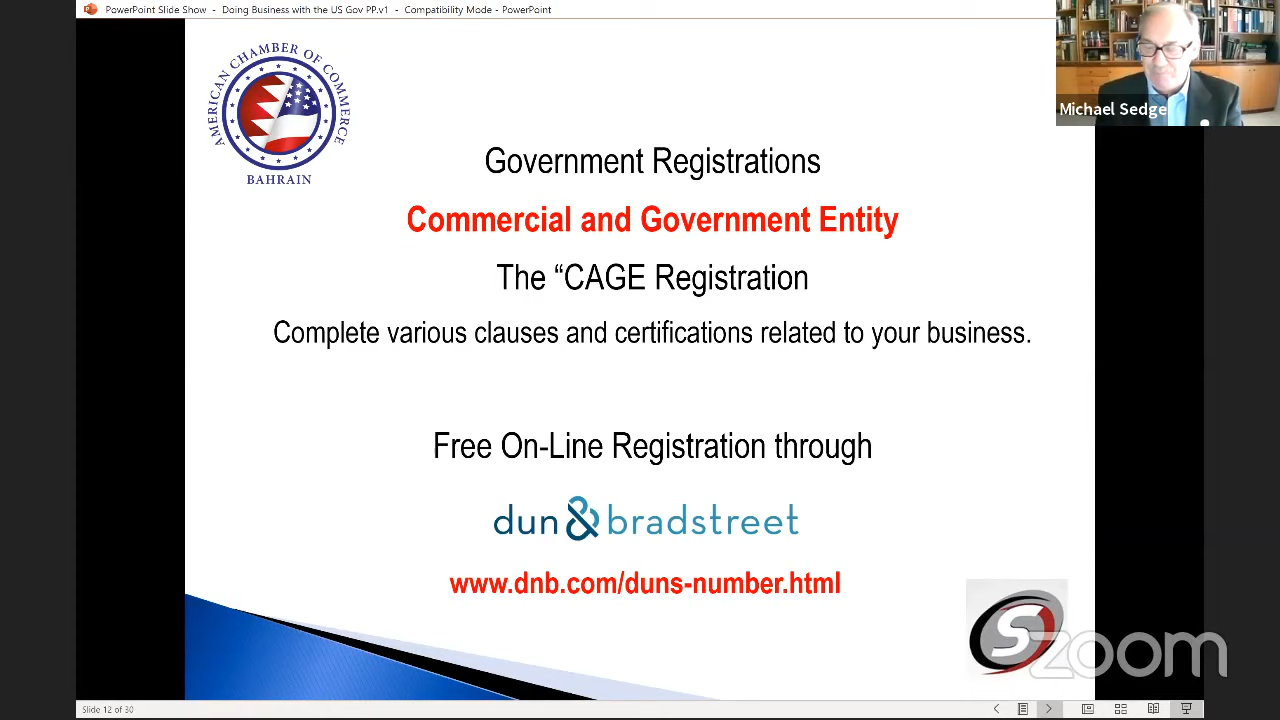 PowerPoint Slide Show - Doing Business with the US Gov PP.v1 - Compatibility Mode - PowerPoint
AMERICAN CHAMBER OF COMMERCE
BAHRAIN
Michael Sedge
Government Registrations
Commercial and Government Entity
The “CAGE Registration
Complete various clauses and certifications related to your business.
Free On-Line Registration through
dun & bradstreet
www.dnb.com/duns-number.html
S
zoom
Slide 12 of 30